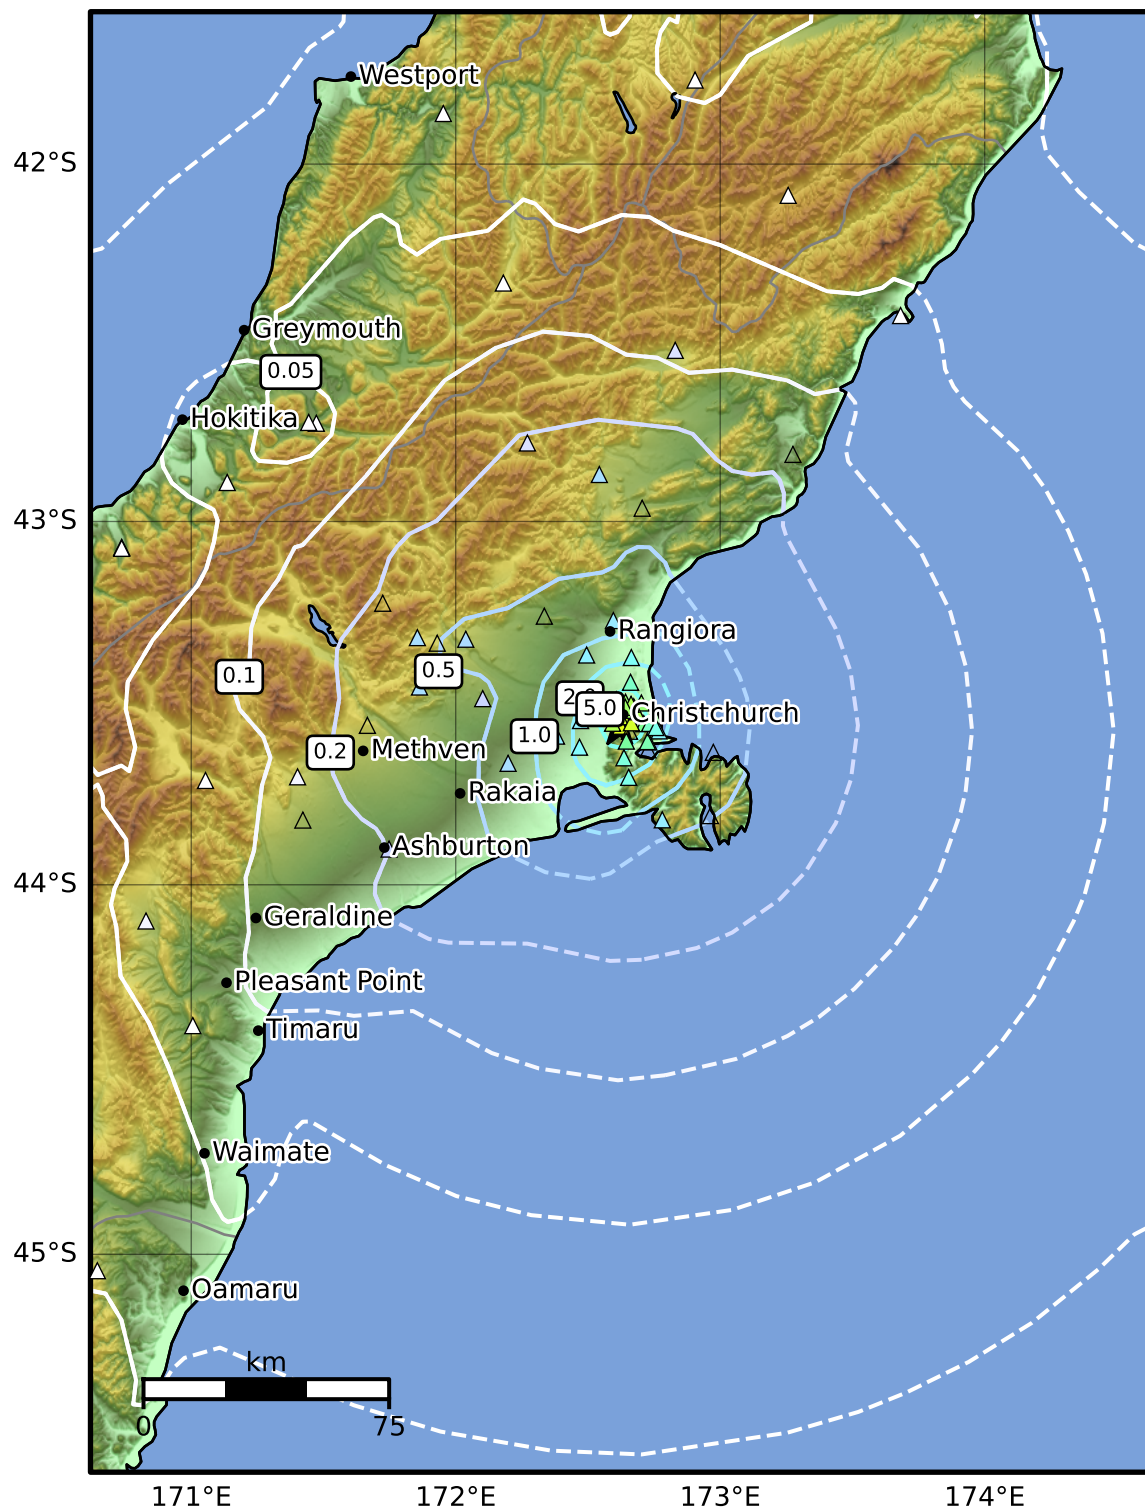 Westport
42°S
Greymouth
0.05
Hokitika
43°S
Rangiora
0.1
0.5
5.0
Christchurch
1.0
0.2
Methven
Rakaia
Ashburton
44°S
Geraldine
Pleasant Point
Timaru
Waimate
45°S
Oamaru
km
0
75
171°E
172°E
173°E
174°E